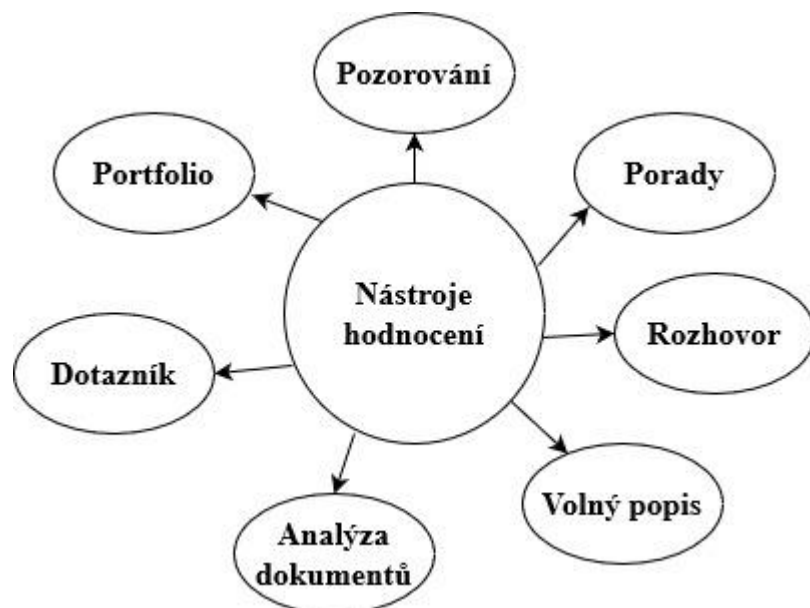 Pozorování
Portfolio
Porady
Nástroje
hodnocení
Rozhovor
Dotazník
Volný popis
Analýza
dokumentů